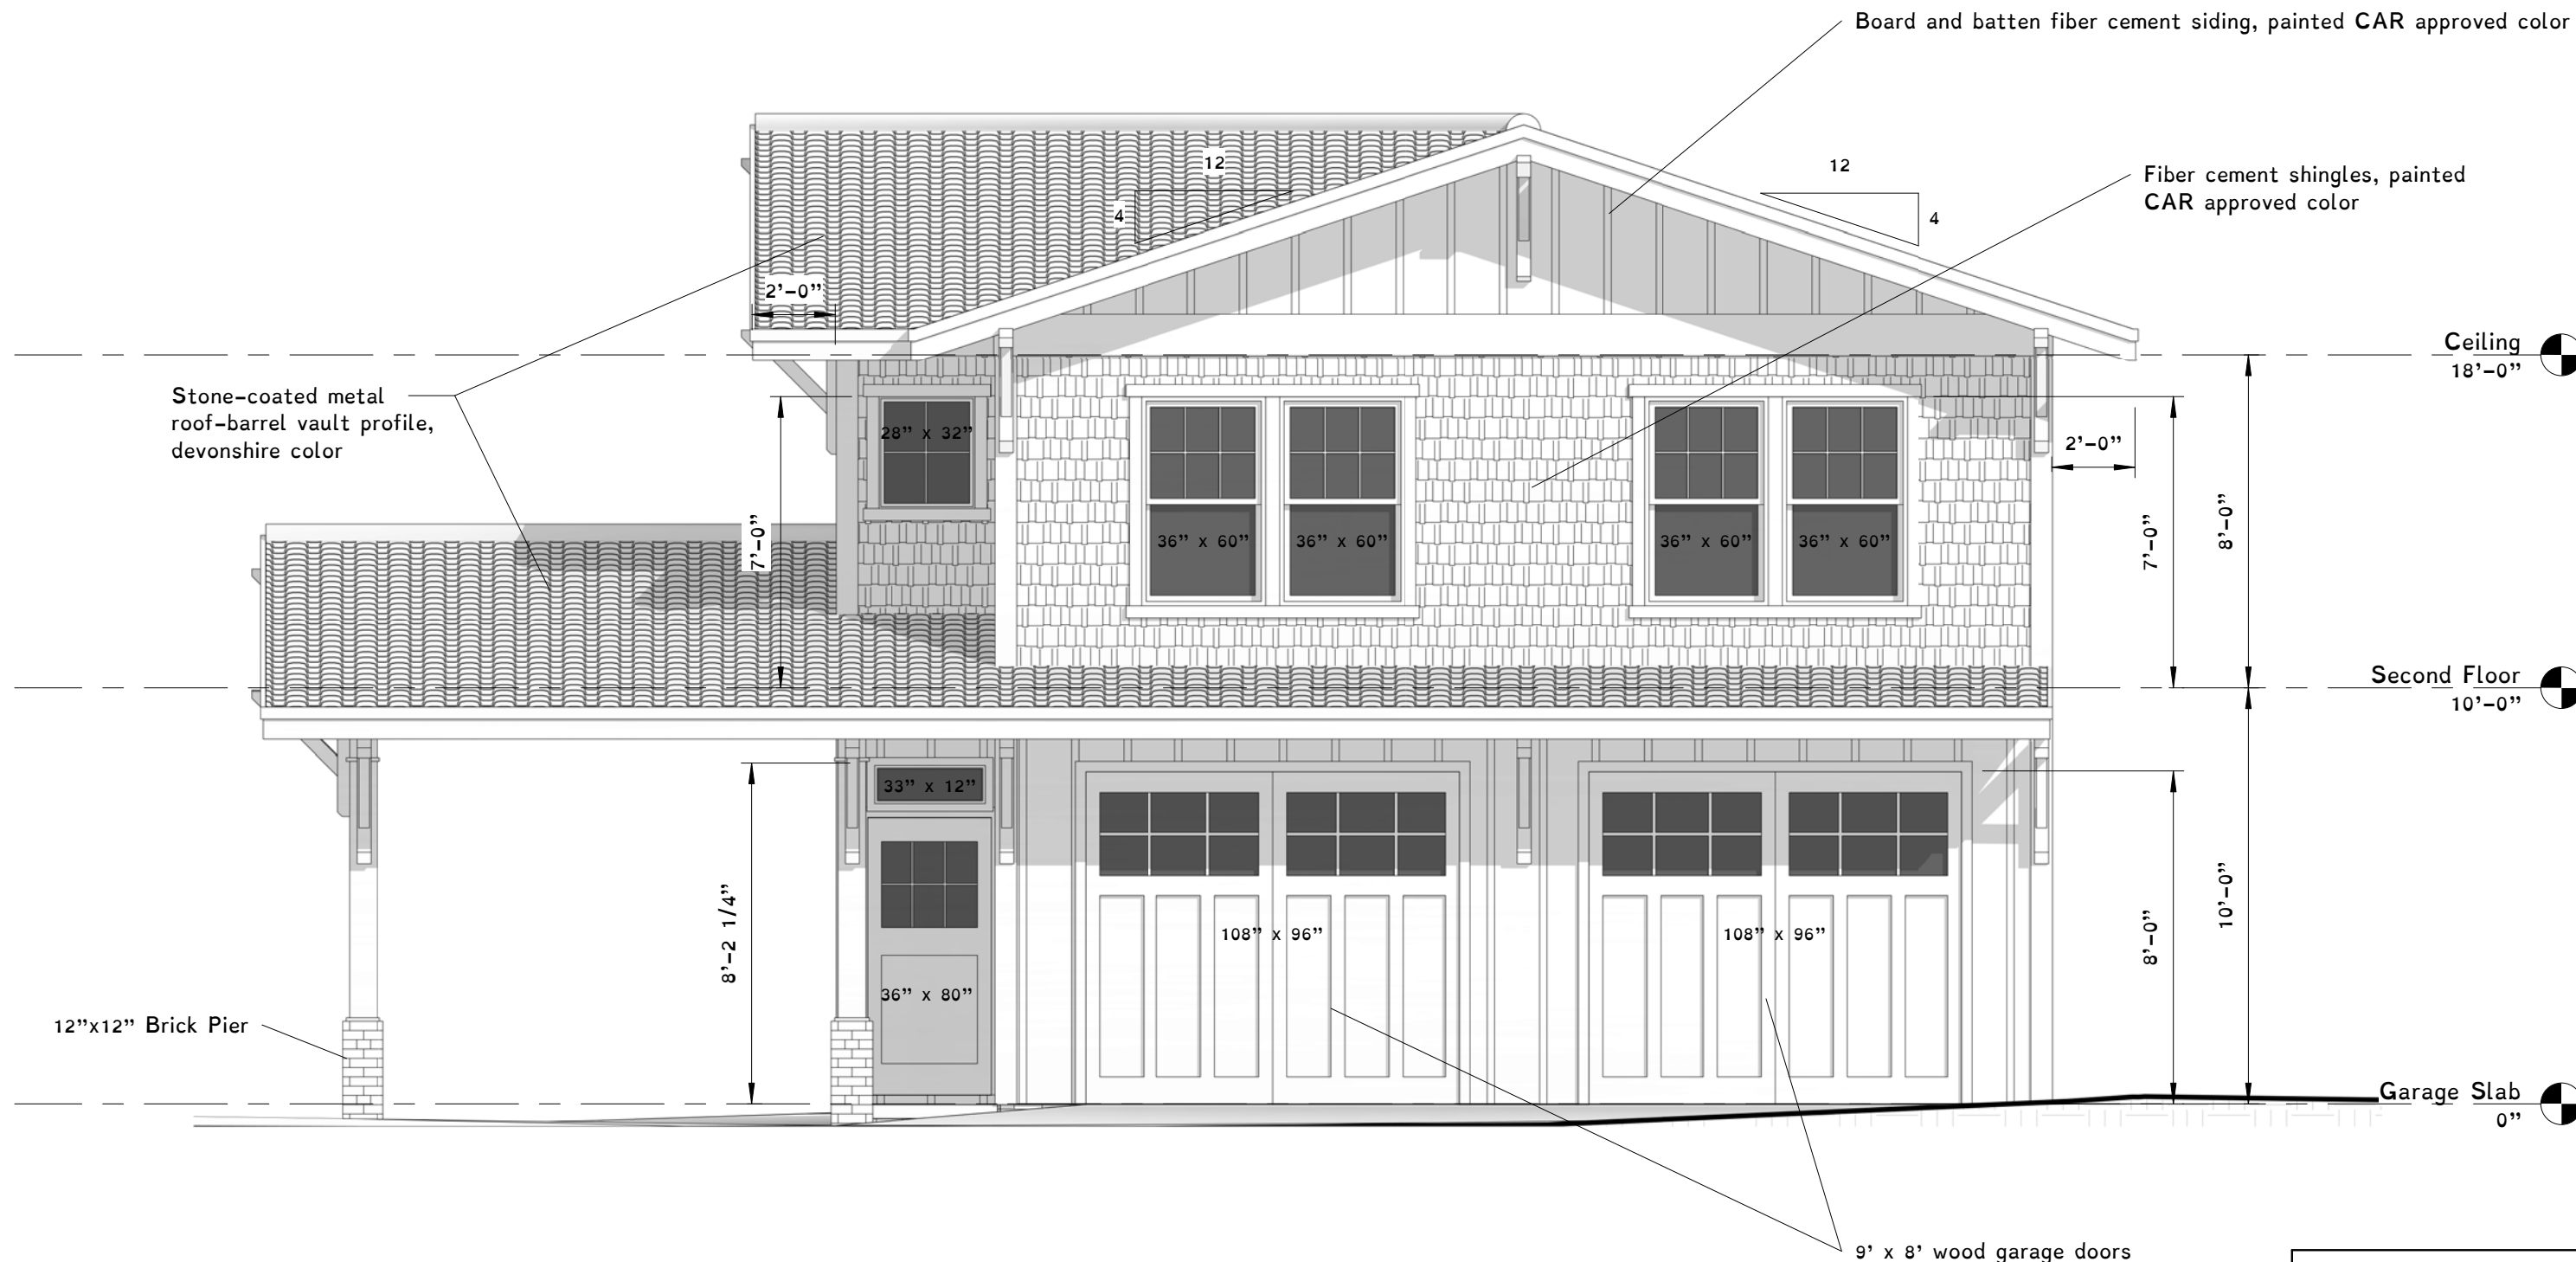 Board and batten fiber cement siding, painted CAR approved color
12
12
Fiber cement shingles, painted
CAR approved color
4
4
2'-0"
Ceiling
18'-0"
Stone-coated metal
roof-barrel vault profile,
devonshire color
28" x 32"
2'-0"
7'-0"
36" x 60"
36" x 60"
36" x 60"
36" x 60"
7'-0"
8'-0"
Second Floor
10'-0"
33" x 12"
8'-2 1/4"
108" x 96"
108" x 96"
8'-0"
10'-0"
36" x 80"
12"x12" Brick Pier
Garage Slab
0"
9' x 8' wood garage doors